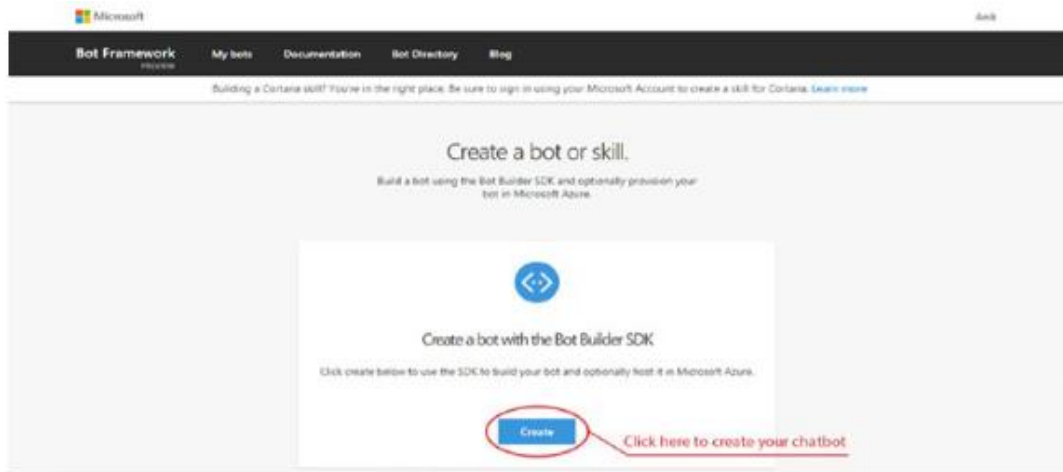 Microsoft
Bot Framework My bots Documentation Bot Directory Blog
PREVIEW
Building a Cortana skill? You're in the right place. Be sure to sign in using your Microsoft Account to create a skill for Cortana. Learn more
Create a bot or skill.
Build a bot using the Bot Builder SDK and optionally provision your
bot in Microsoft Azure.
Create a bot with the Bot Builder SDK
Click create below to use the SDK to build your bot and optionally host it in Microsoft Azure.
Create
Click here to create your chatbot